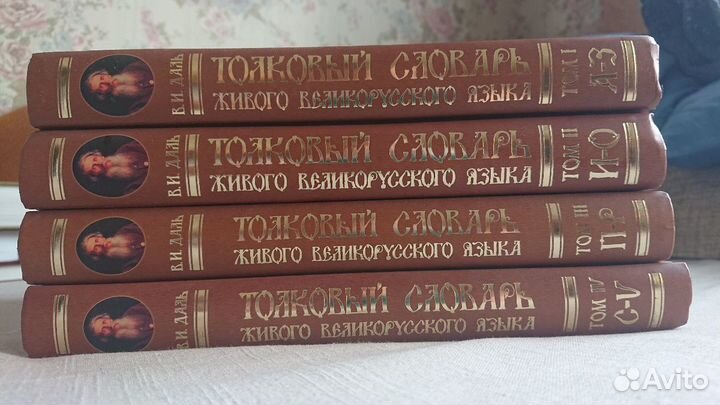 В.И. ДАЛЬ
ТОЛКОВЫЙ СЛОВАРЬ
ЖИВОГО ВЕЛИКОРУССКОГО ЯЗЫКА
ТОМ I
А-З
В.И. ДАЛЬ
ТОЛКОВЫЙ СЛОВАРЬ
ЖИВОГО ВЕЛИКОРУССКОГО ЯЗЫКА
ТОМ II
И-О
В.И. ДАЛЬ
ТОЛКОВЫЙ СЛОВАРЬ
ЖИВОГО ВЕЛИКОРУССКОГО ЯЗЫКА
ТОМ III
П-Р
В.И. ДАЛЬ
ТОЛКОВЫЙ СЛОВАРЬ
ЖИВОГО ВЕЛИКОРУССКОГО ЯЗЫКА
ТОМ IV
С-V
Avito